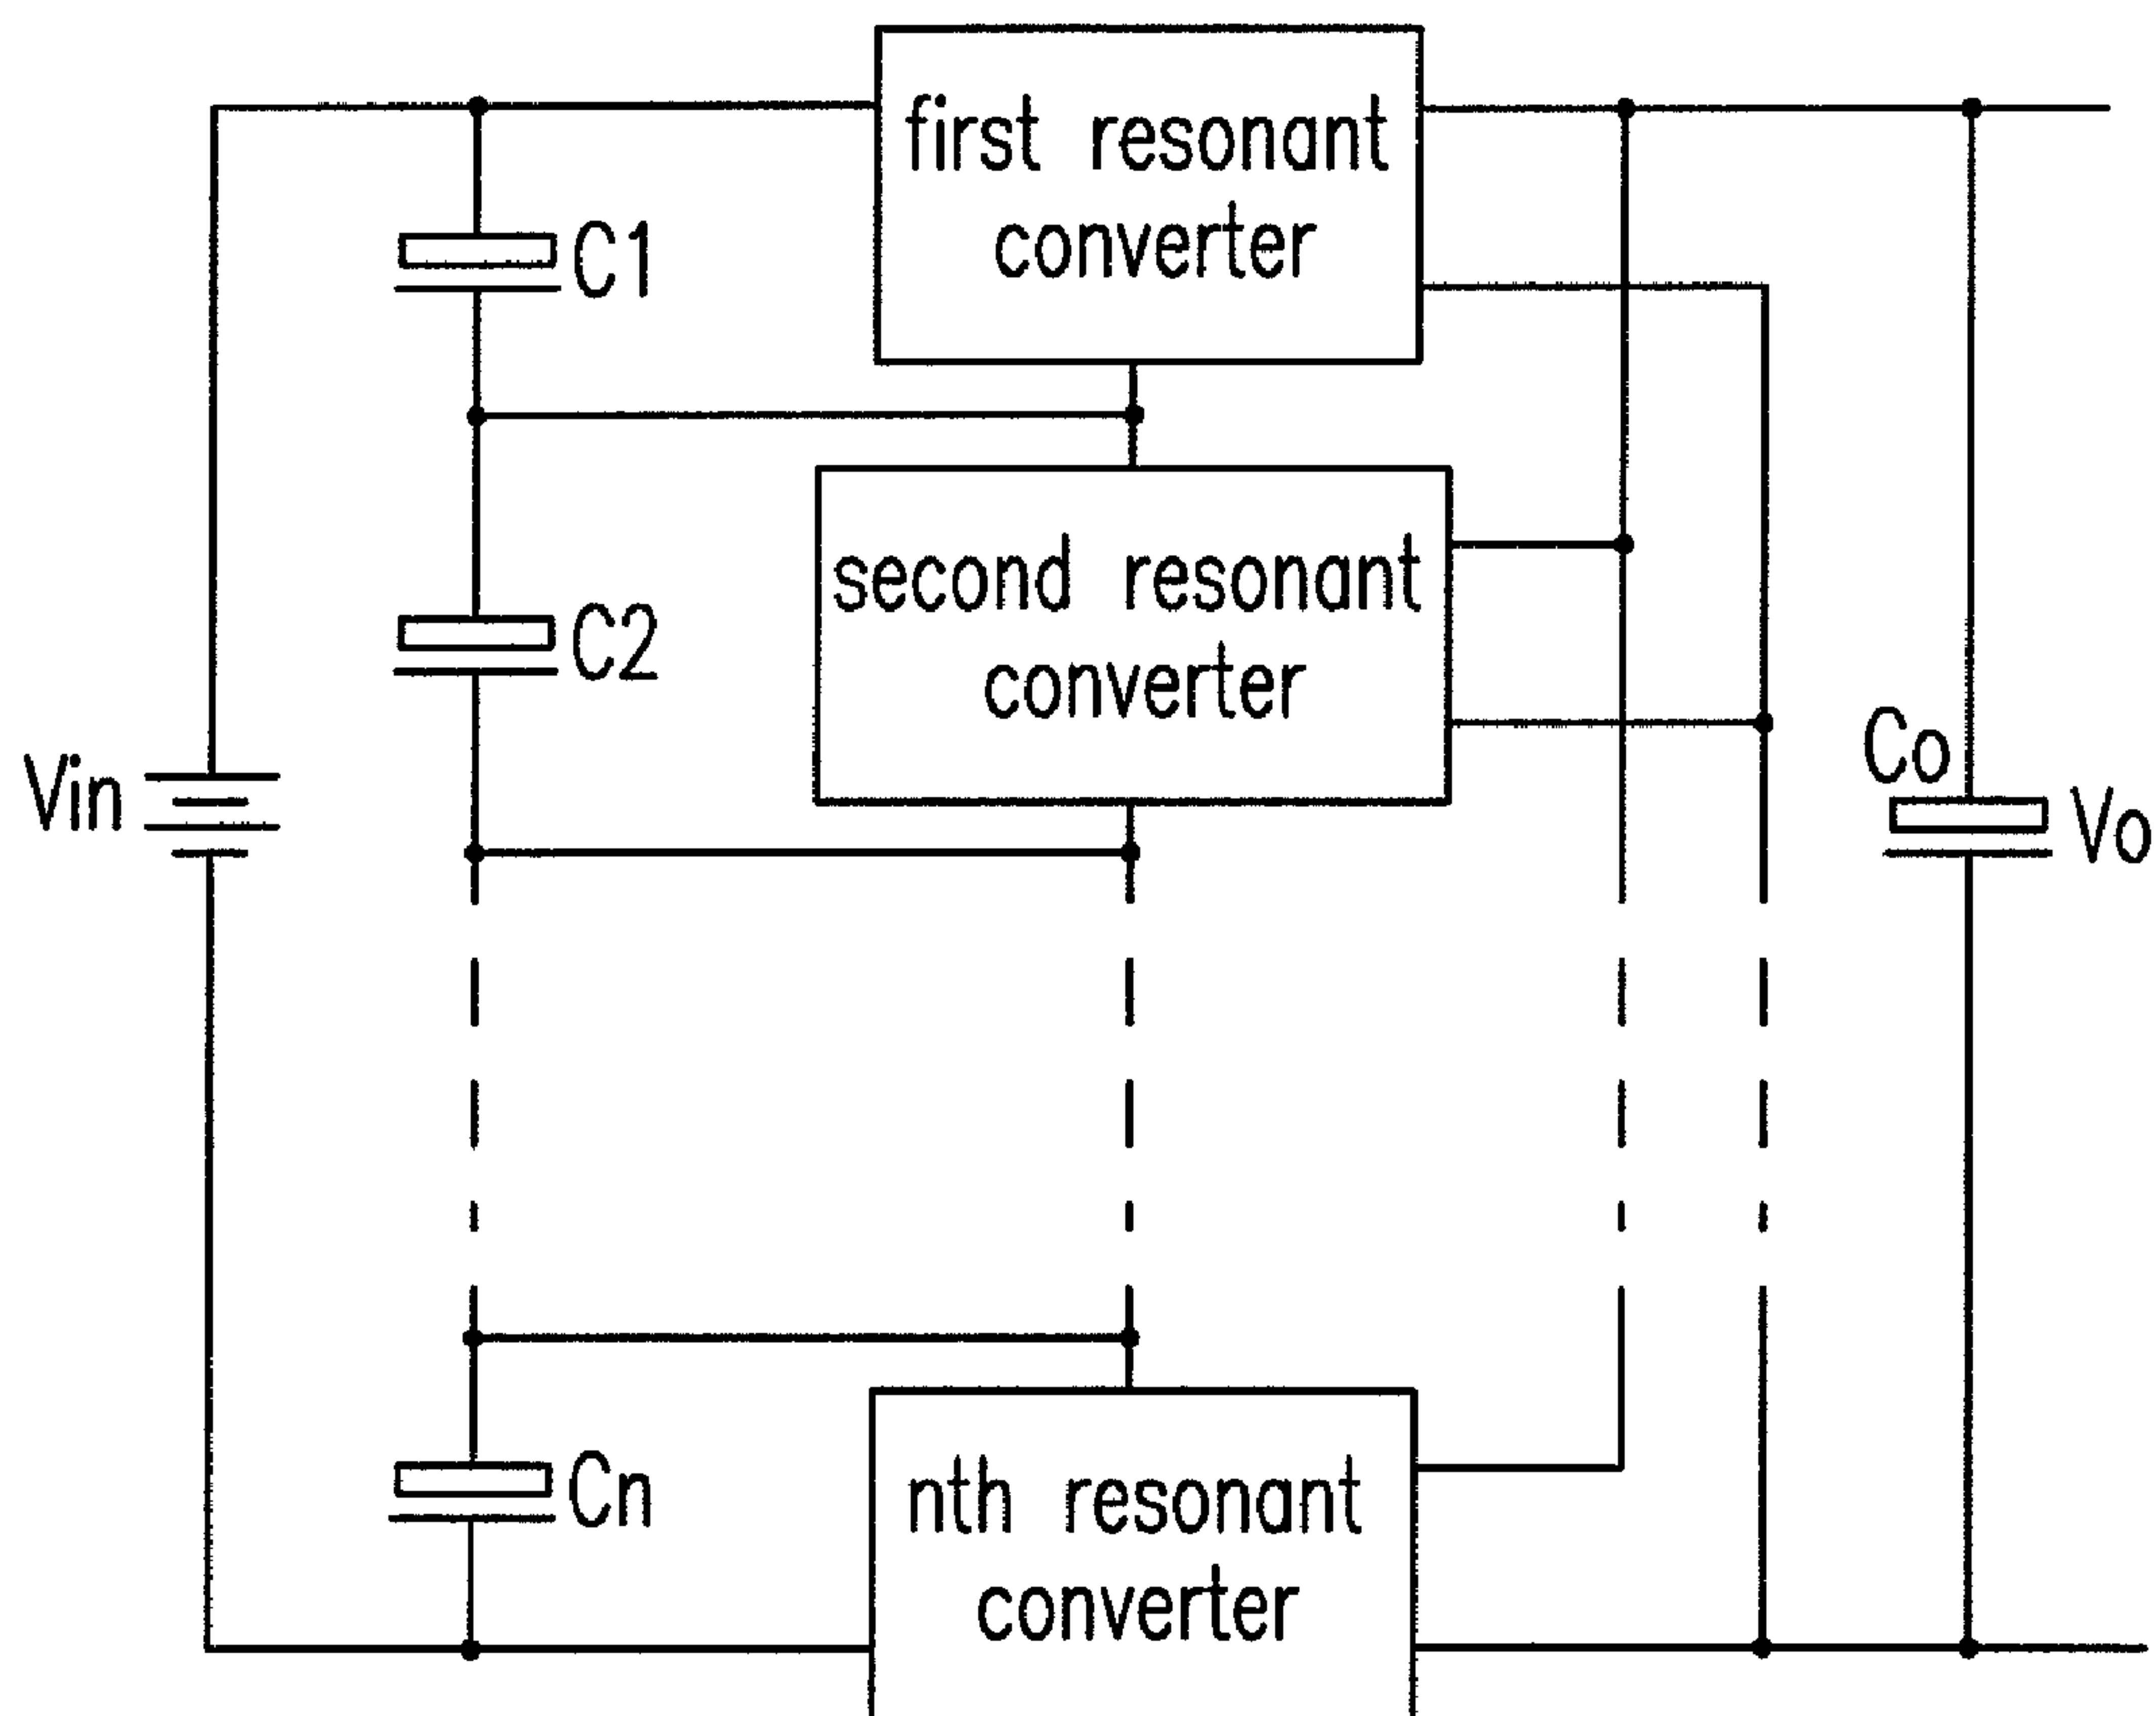 first resonant
converter
C1
second resonant
converter
C2
Vin
Co
Vo
nth resonant
converter
Cn